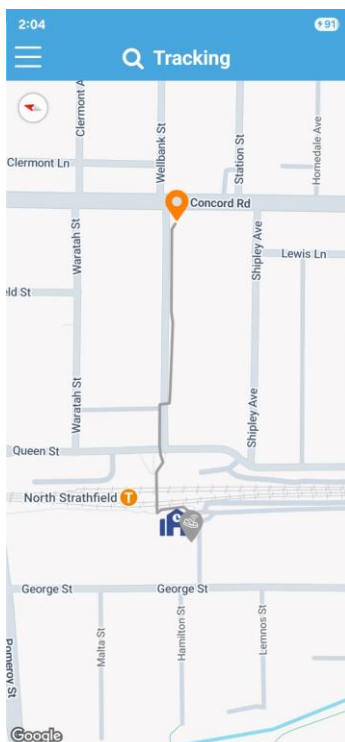 2:04
91
Tracking
Clermont A
Clermont Ln
Wellbank St
Station St
Homedale Ave
Concord Rd
Waratah St
Shipley Ave
Lewis Ln
ld St
Waratah St
Shipley Ave
Queen St
North Strathfield
T
George St
George St
Pomeroy St
Malta St
Hamilton St
Lemnos St
Google